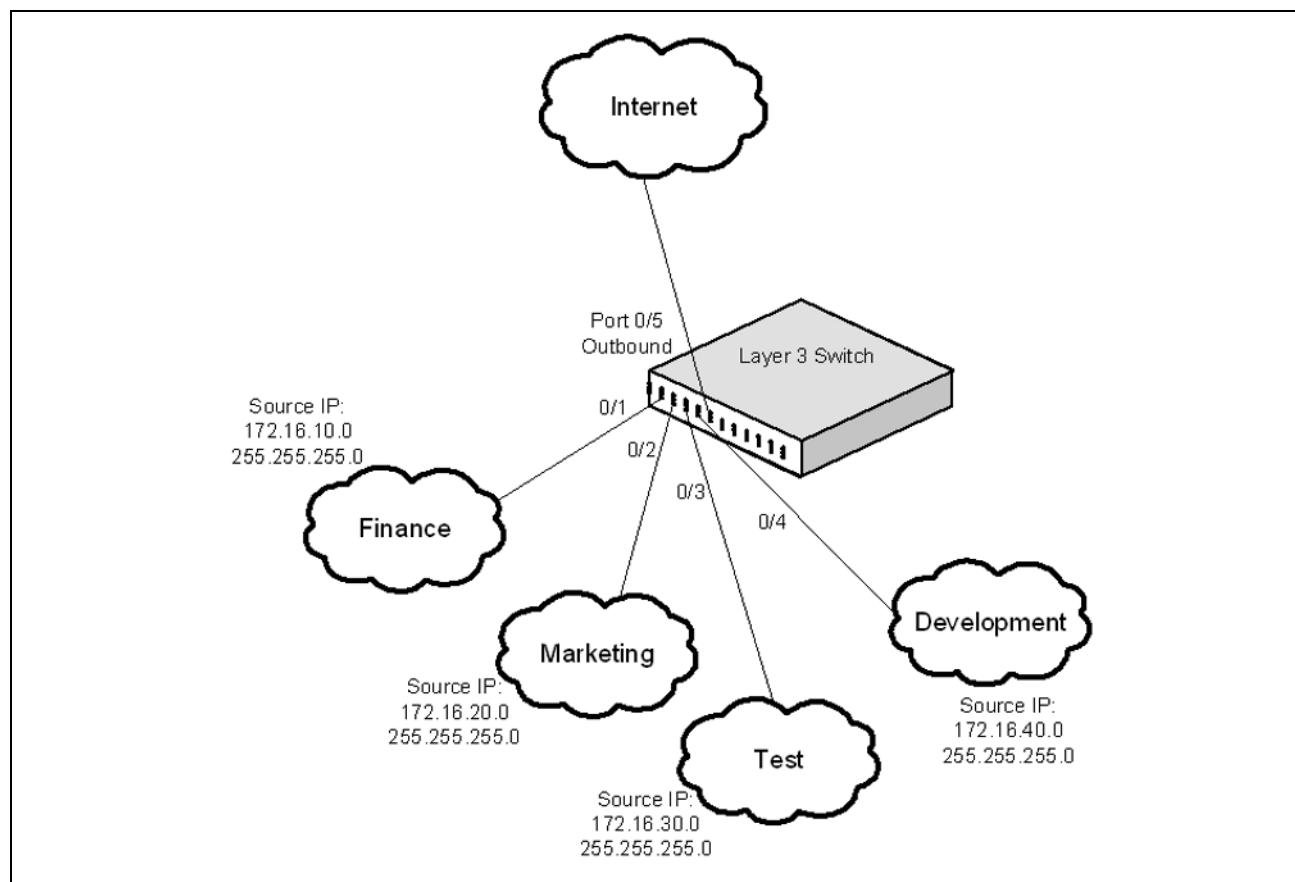 Internet
Port 0/5
Outbound
Layer 3 Switch
0/1
0/2
0/3
0/4
Source IP:
172.16.10.0
255.255.255.0
Finance
Marketing
Source IP:
172.16.20.0
255.255.255.0
Test
Source IP:
172.16.30.0
255.255.255.0
Development
Source IP:
172.16.40.0
255.255.255.0